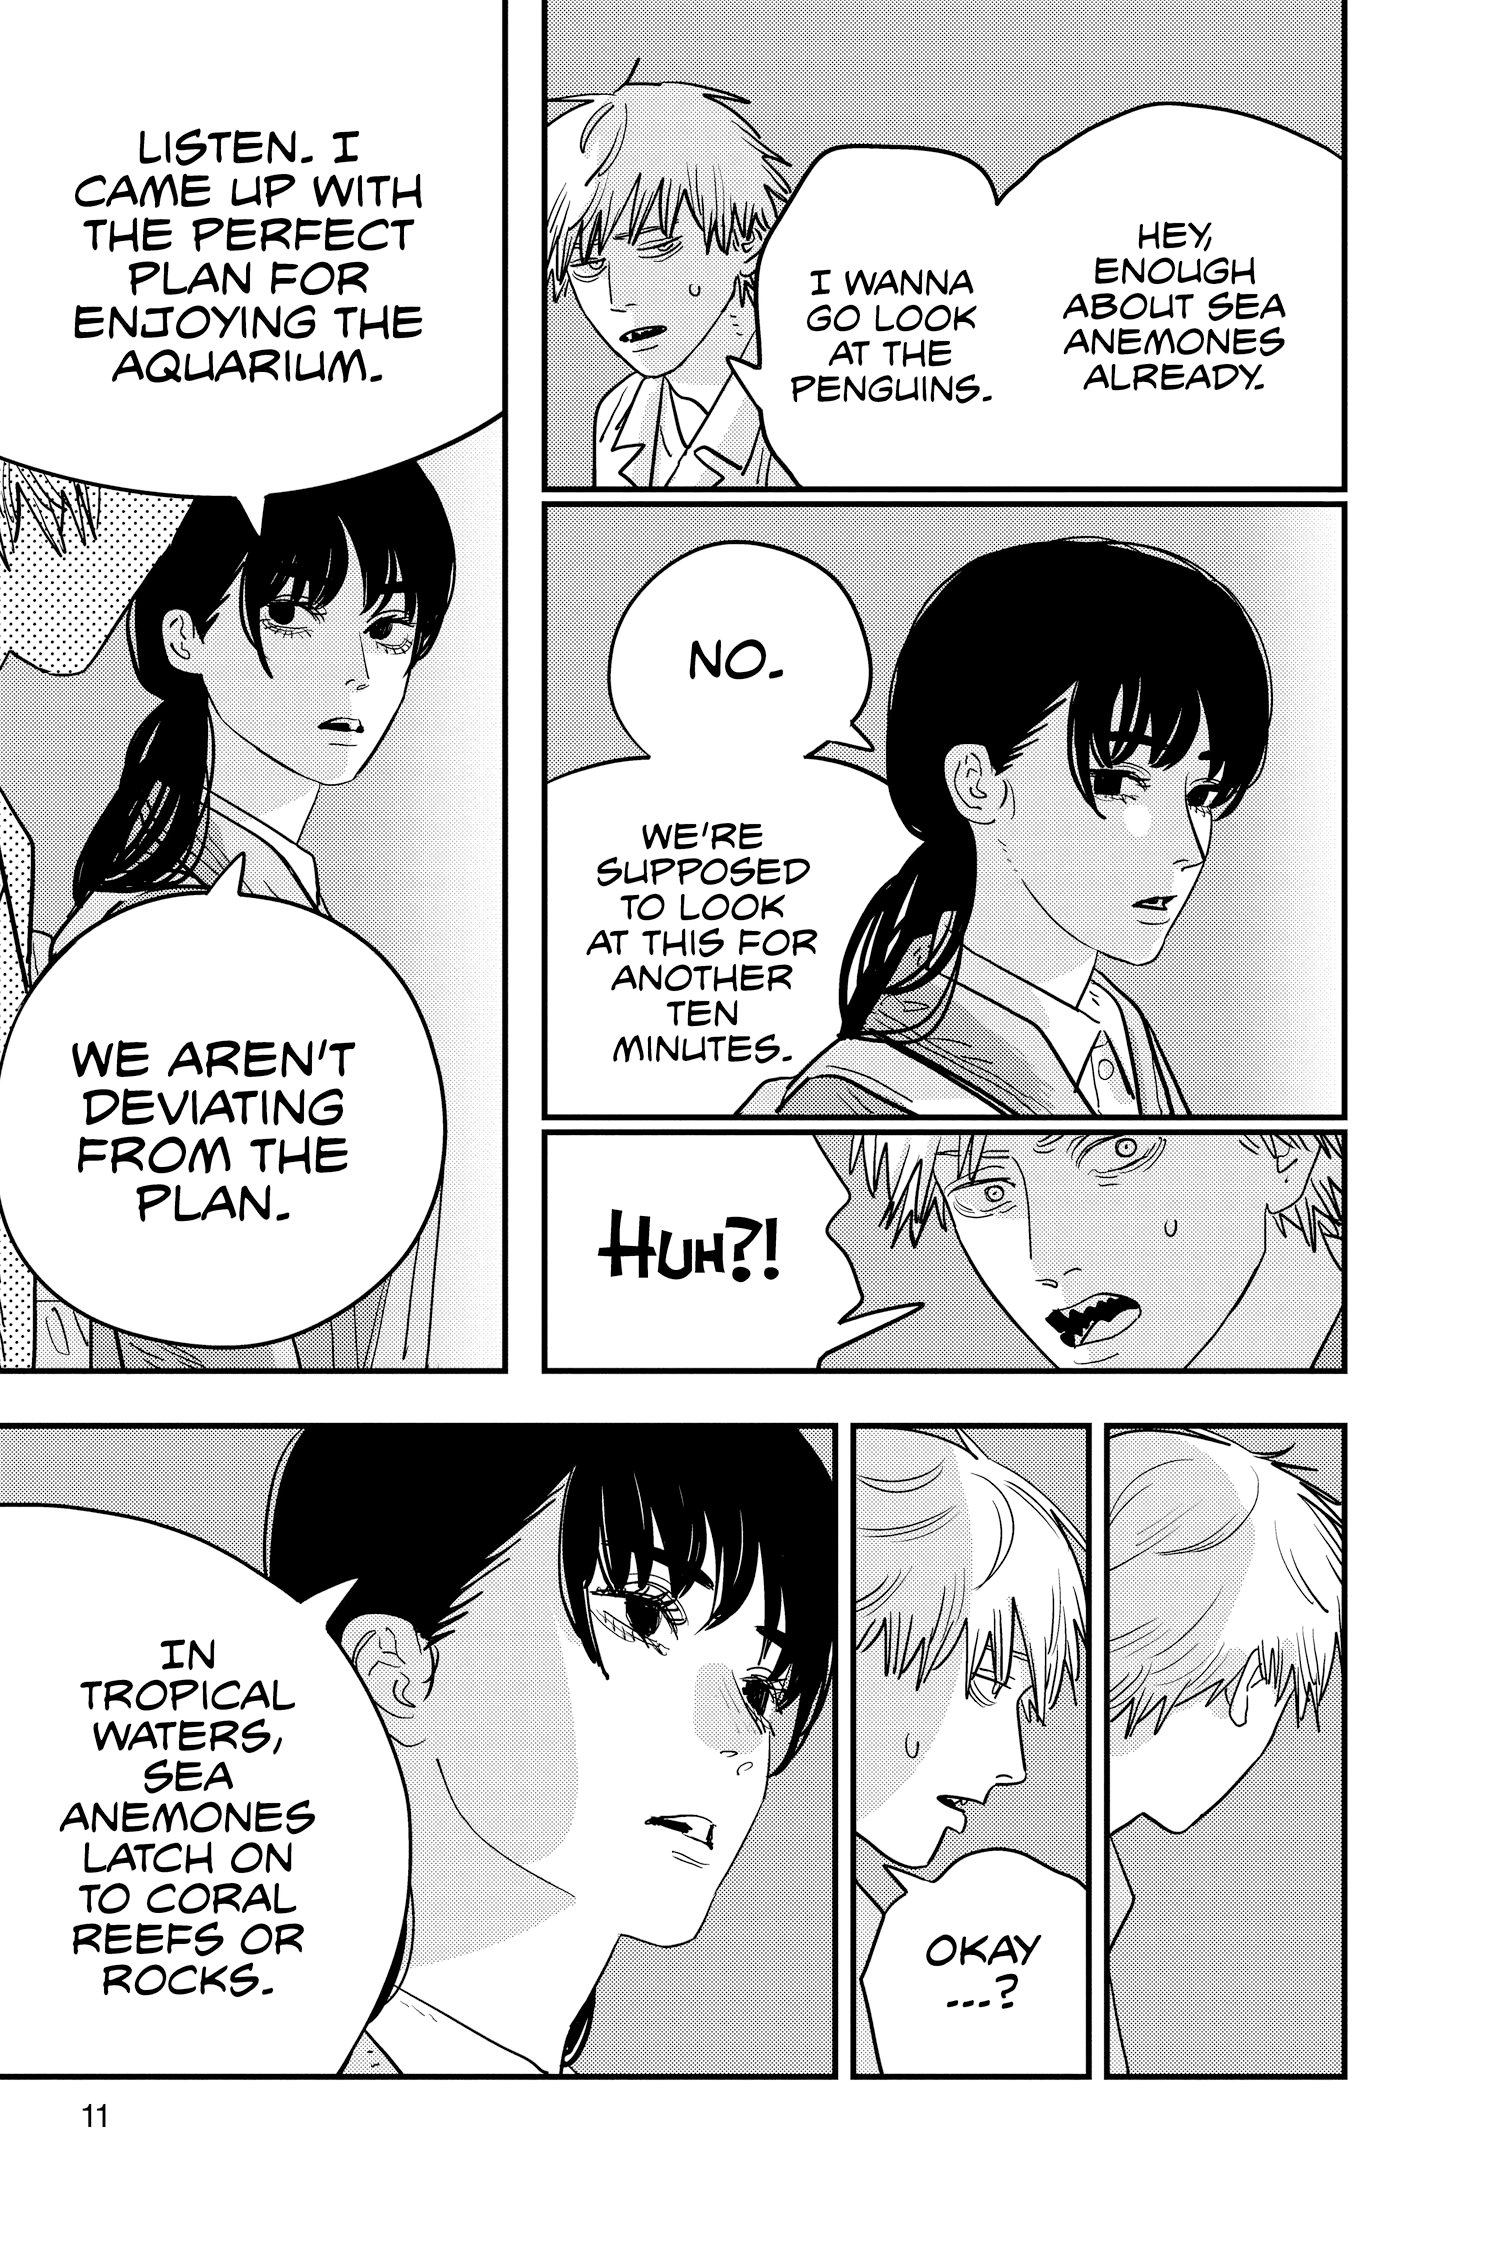 HEY,
ENOUGH
ABOUT SEA
ANEMONES
ALREADY.
I WANNA
GO LOOK
AT THE
PENGUINS.
NO.
WE'RE
SUPPOSED
TO LOOK
AT THIS FOR
ANOTHER
TEN
MINUTES.
HUH?!
LISTEN. I
CAME UP WITH
THE PERFECT
PLAN FOR
ENJOYING THE
AQUARIUM.
WE AREN'T
DEVIATING
FROM THE
PLAN.
OKAY
...?
IN
TROPICAL
WATERS,
SEA
ANEMONES
LATCH ON
TO CORAL
REEFS OR
ROCKS.
11